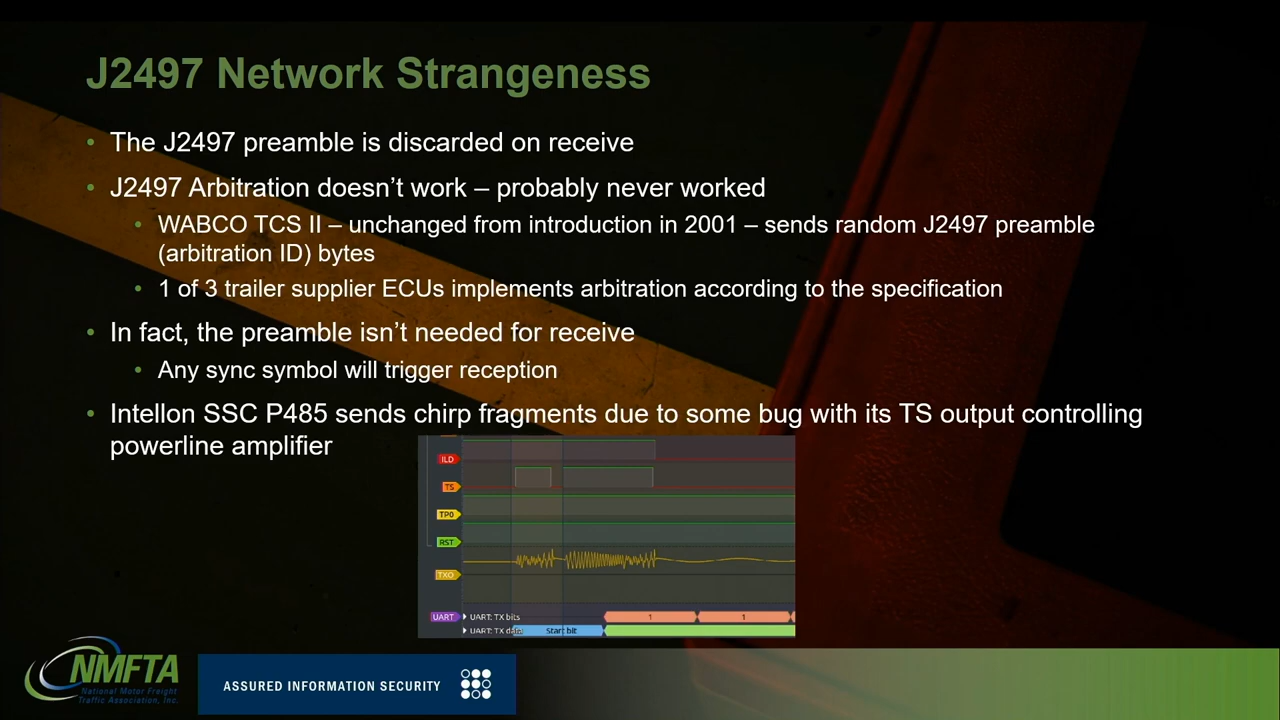 J2497 Network Strangeness
• The J2497 preamble is discarded on receive
• J2497 Arbitration doesn't work – probably never worked
• WABCO TCS II – unchanged from introduction in 2001 – sends random J2497 preamble
(arbitration ID) bytes
• 1 of 3 trailer supplier ECUs implements arbitration according to the specification
• In fact, the preamble isn't needed for receive
• Any sync symbol will trigger reception
• Intellon SSC P485 sends chirp fragments due to some bug with its TS output controlling
powerline amplifier
ILD
TS
TP0
RST
TXO
UART UART: TX bits 1 1
UART: TX data Start bit
NMFTA
National Motor Freight
Traffic Association, Inc.
ASSURED INFORMATION SECURITY